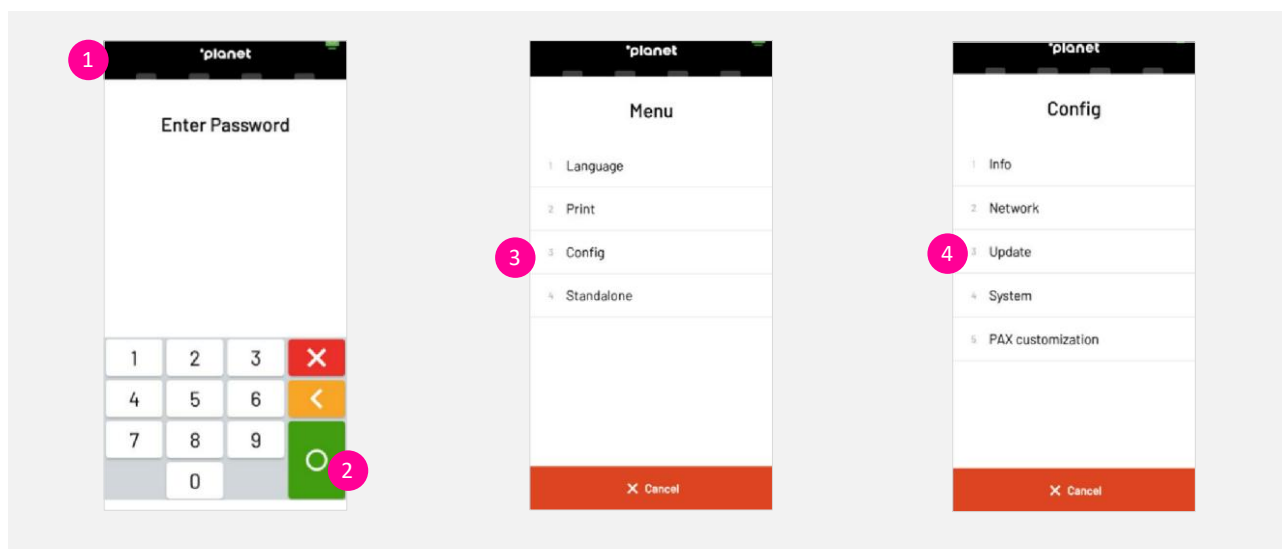 1
*planet
Enter Password
1 2 3
4 5 6
7 8 9
0
2
*planet
Menu
1 Language
2 Print
3
3 Config
4 Standalone
X Cancel
*planet
Config
1 Info
2 Network
4
3 Update
4 System
5 PAX customization
X Cancel